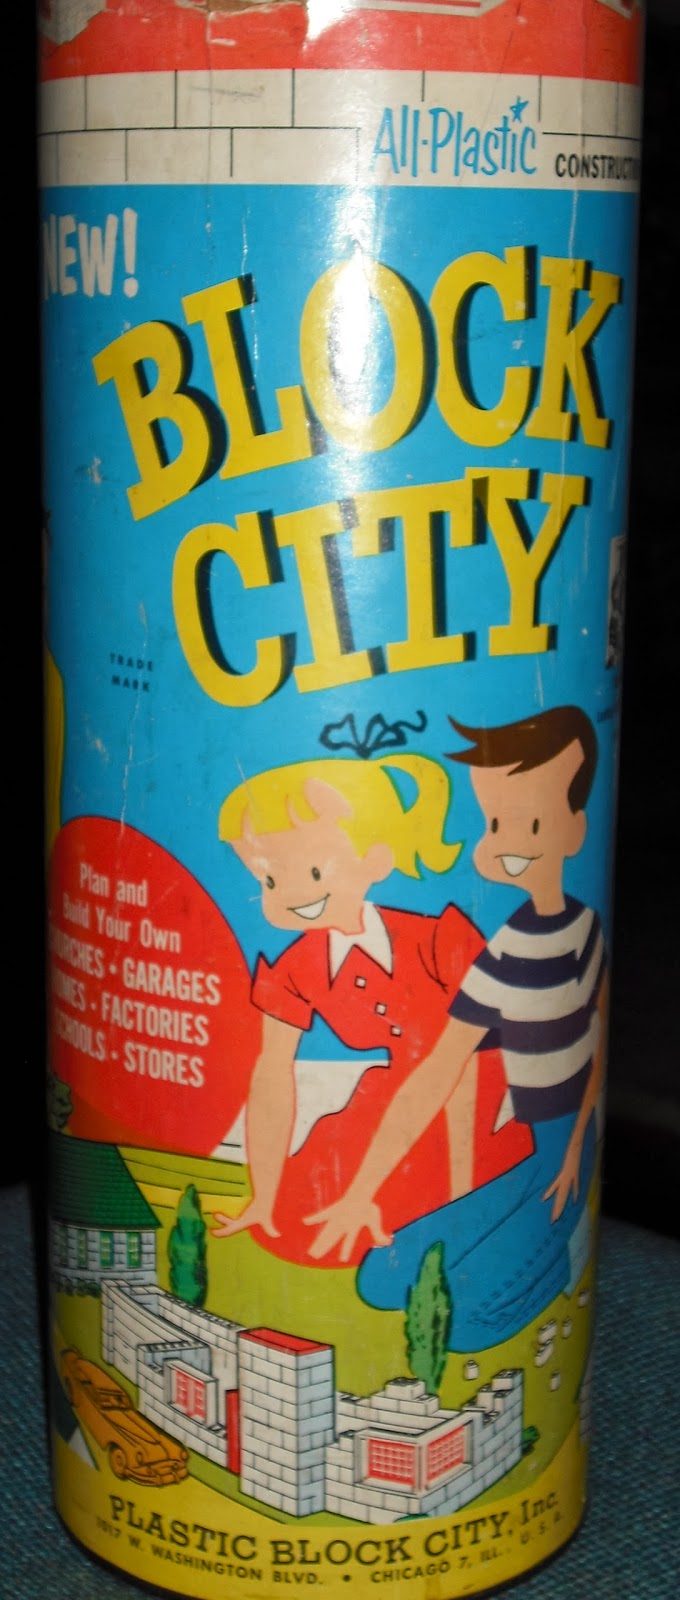 All-Plastic
NEW!
BLOCK
CITY
TRADE
MARK
Plan and
Build Your Own
GARAGES
• FACTORIES
• STORES
PLASTIC BLOCK CITY, Inc.
W. WASHINGTON BLVD. • CHICAGO 7, ILL., U.S.A.